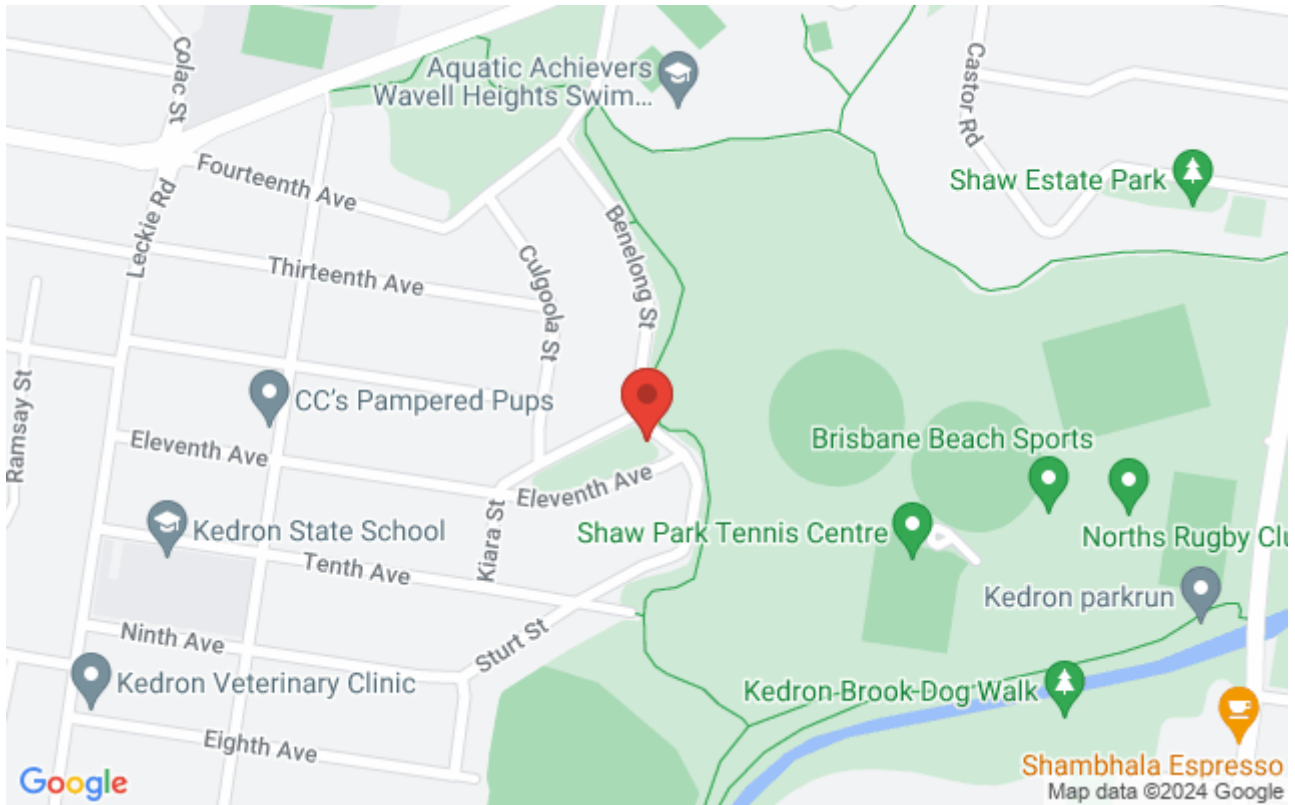 Colac St
Aquatic Achievers
Wavell Heights Swim...
Castor Rd
Fourteenth Ave
Shaw Estate Park
Leckie Rd
Benelong St
Thirteenth Ave
Culgoola St
Ramsay St
CC's Pampered Pups
Eleventh Ave
Brisbane Beach Sports
Eleventh Ave
Kedron State School
Kiara St
Shaw Park Tennis Centre
Norths Rugby Clu
Tenth Ave
Kedron parkrun
Ninth Ave
Sturt St
Kedron Veterinary Clinic
Kedron-Brook-Dog Walk
Eighth Ave
Shambhala Espresso
Google
Map data ©2024 Google